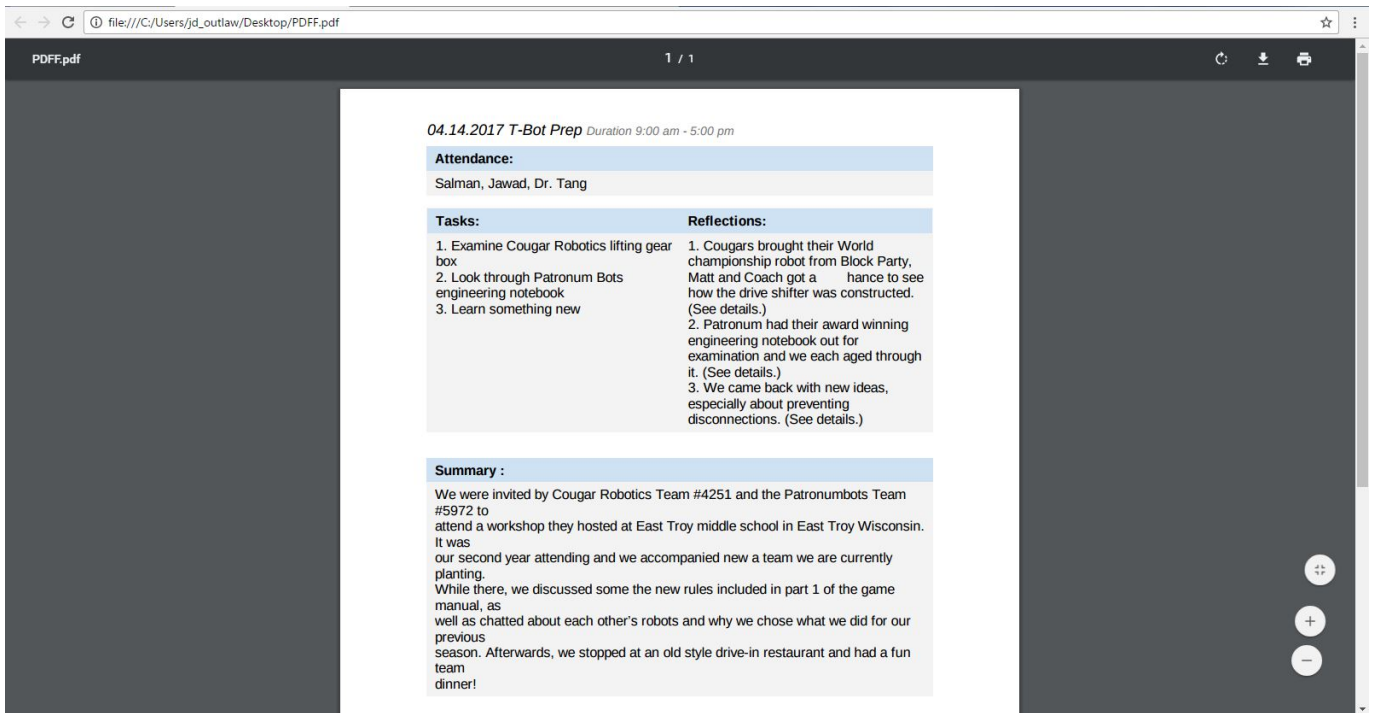 file:///C:/Users/jd_outlaw/Desktop/PDFF.pdf
PDFF.pdf
1 / 1
04.14.2017 T-Bot Prep Duration 9:00 am - 5:00 pm
Attendance:
Salman, Jawad, Dr. Tang
Tasks:
1. Examine Cougar Robotics lifting gear
box
2. Look through Patronum Bots
engineering notebook
3. Learn something new
Reflections:
1. Cougars brought their World
championship robot from Block Party,
Matt and Coach got a hance to see
how the drive shifter was constructed.
(See details.)
2. Patronum had their award winning
engineering notebook out for
examination and we each aged through
it. (See details.)
3. We came back with new ideas,
especially about preventing
disconnections. (See details.)
Summary :
We were invited by Cougar Robotics Team #4251 and the Patronumbots Team
#5972 to
attend a workshop they hosted at East Troy middle school in East Troy Wisconsin.
It was
our second year attending and we accompanied new a team we are currently
planting.
While there, we discussed some the new rules included in part 1 of the game
manual, as
well as chatted about each other’s robots and why we chose what we did for our
previous
season. Afterwards, we stopped at an old style drive-in restaurant and had a fun
team
dinner!